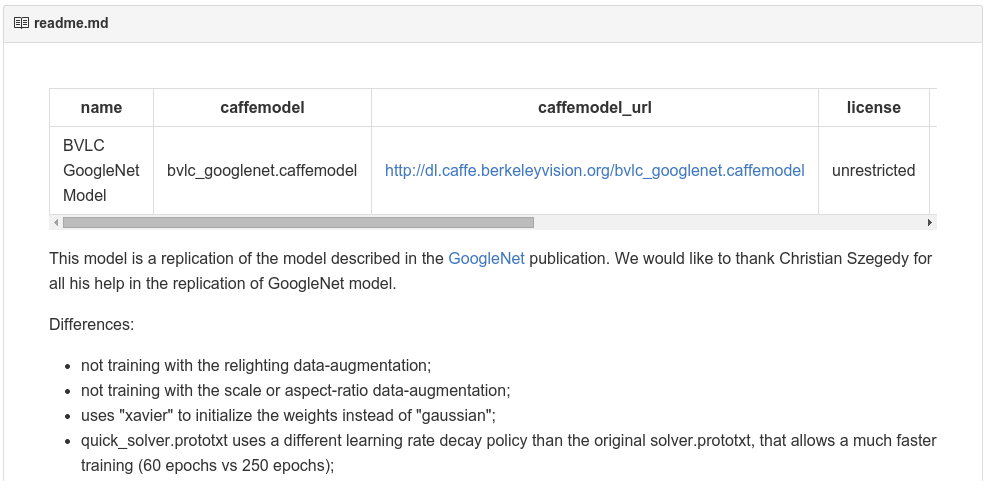 readme.md
name caffemodel caffemodel_url license
BVLC
GoogleNet
Model
bvlc_googlenet.caffemodel
http://dl.caffe.berkeleyvision.org/bvlc_googlenet.caffemodel
unrestricted
This model is a replication of the model described in the GoogleNet publication. We would like to thank Christian Szegedy for
all his help in the replication of GoogleNet model.
Differences:
• not training with the relighting data-augmentation;
• not training with the scale or aspect-ratio data-augmentation;
• uses "xavier" to initialize the weights instead of "gaussian";
• quick_solver.prototxt uses a different learning rate decay policy than the original solver.prototxt, that allows a much faster
training (60 epochs vs 250 epochs);